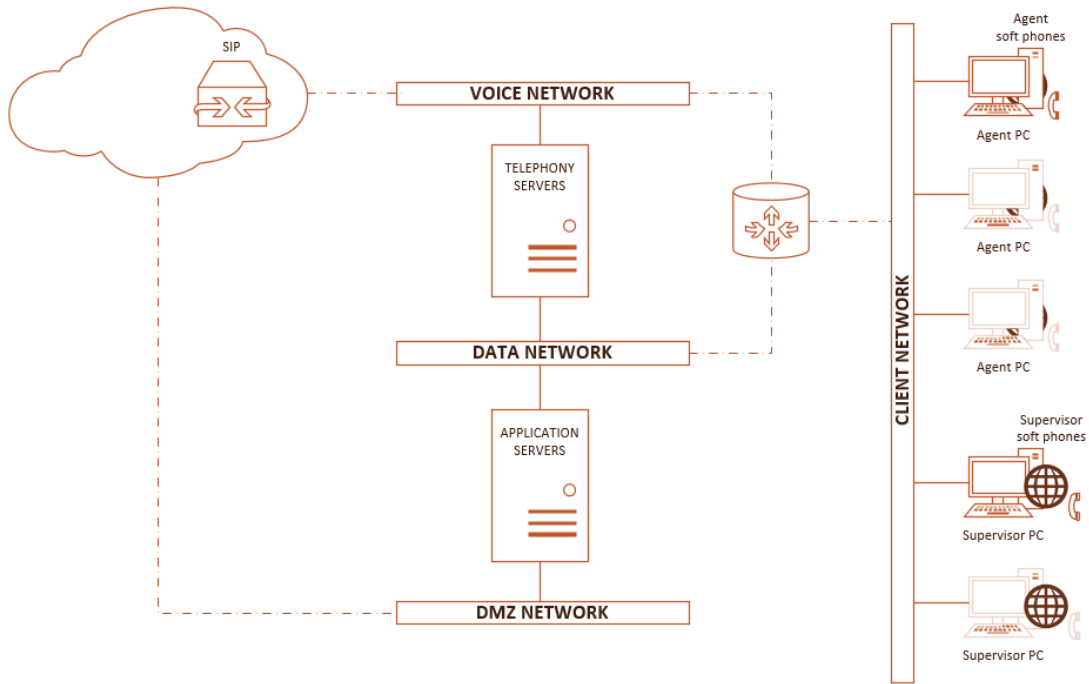 SIP
VOICE NETWORK
TELEPHONY
SERVERS
DATA NETWORK
APPLICATION
SERVERS
DMZ NETWORK
CLIENT NETWORK
Agent
soft phones
Agent PC
Agent PC
Agent PC
Supervisor
soft phones
Supervisor PC
Supervisor PC